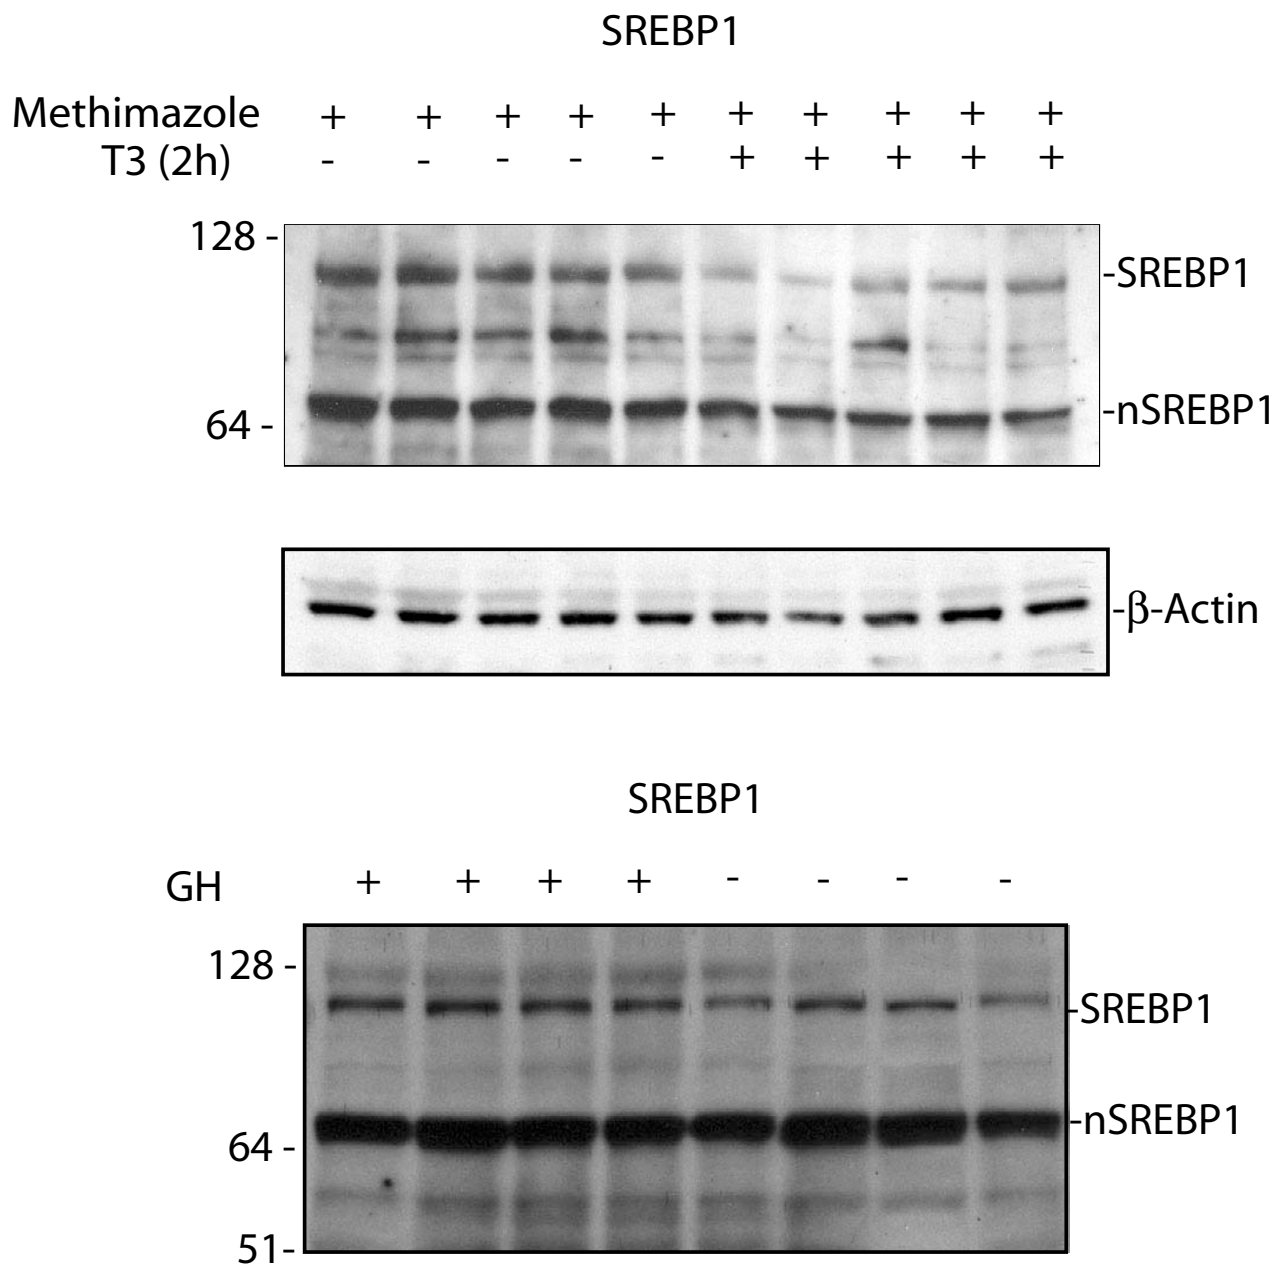 SREBP1
Methimazole + + + + + + + + + +
T3 (2h) - - - - - + + + + +
128 -
-SREBP1
-nSREBP1
64 -
-β-Actin
SREBP1
GH + + + + - - - -
128 -
-SREBP1
-nSREBP1
64 -
51-